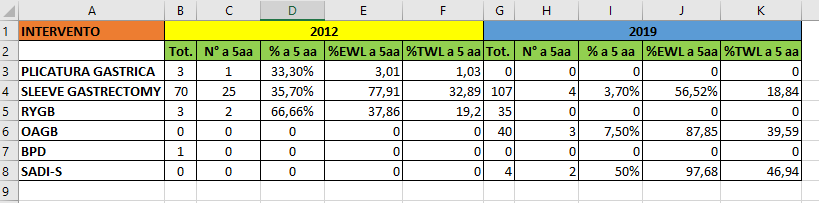 A B C D E F G H I J K
1 INTERVENTO 2012 2019
2 Tot. N° a 5aa % a 5 aa %EWL a 5aa %TWL a 5 aa Tot. N° a 5aa % a 5 aa %EWL a 5aa %TWL a 5 aa
3 PLICATURA GASTRICA 3 1 33,30% 3,01 1,03 0 0 0 0 0
4 SLEEVE GASTRECTOMY 70 25 35,70% 77,91 32,89 107 4 3,70% 56,52% 18,84
5 RYGB 3 2 66,66% 37,86 19,2 35 0 0 0 0
6 OAGB 0 0 0 0 0 40 3 7,50% 87,85 39,59
7 BPD 1 0 0 0 0 0 0 0 0 0
8 SADI-S 0 0 0 0 0 4 2 50% 97,68 46,94
9